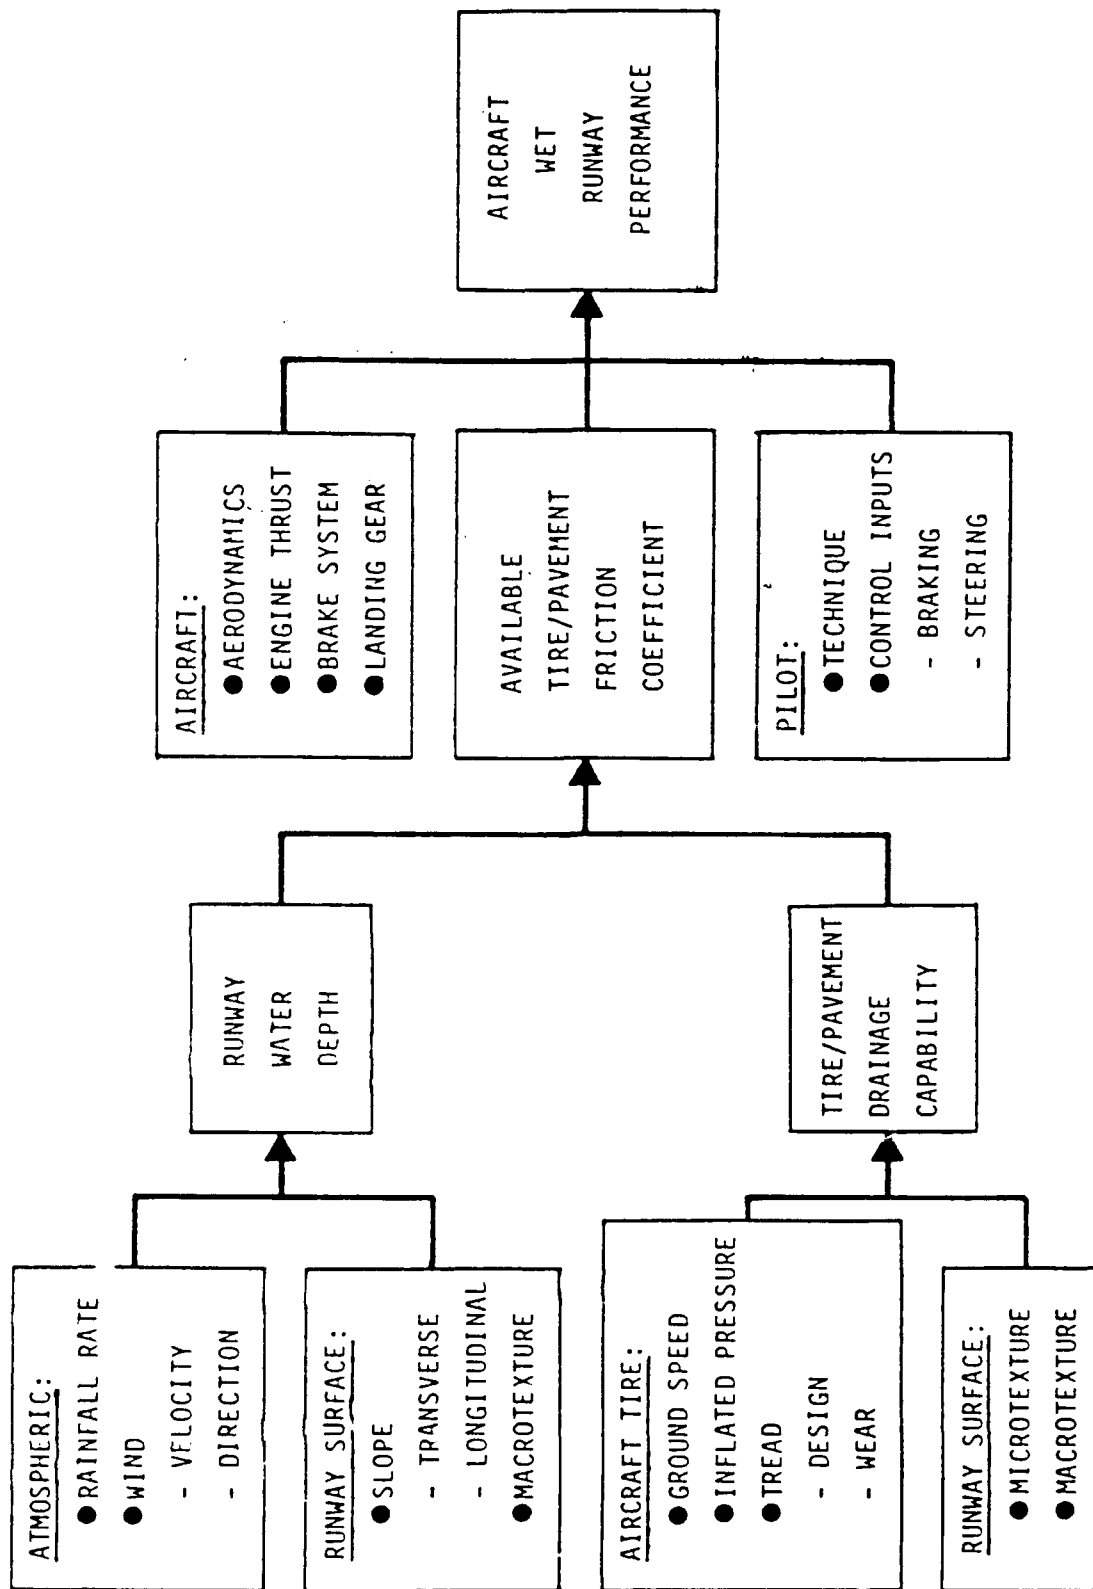 ATMOSPHERIC:
●RAINFALL RATE
●WIND
- VELOCITY
- DIRECTION
RUNWAY SURFACE:
●SLOPE
- TRANSVERSE
- LONGITUDINAL
●MACROTEXTURE
AIRCRAFT TIRE:
●GROUND SPEED
●INFLATED PRESSURE
●TREAD
- DESIGN
- WEAR
RUNWAY SURFACE:
●MICROTEXTURE
●MACROTEXTURE
RUNWAY
WATER
DEPTH
TIRE/PAVEMENT
DRAINAGE
CAPABILITY
AIRCRAFT:
●AERODYNAMICS
●ENGINE THRUST
●BRAKE SYSTEM
●LANDING GEAR
AVAILABLE
TIRE/PAVEMENT
FRICTION
COEFFICIENT
PILOT:
●TECHNIQUE
●CONTROL INPUTS
- BRAKING
- STEERING
AIRCRAFT
WET
RUNWAY
PERFORMANCE